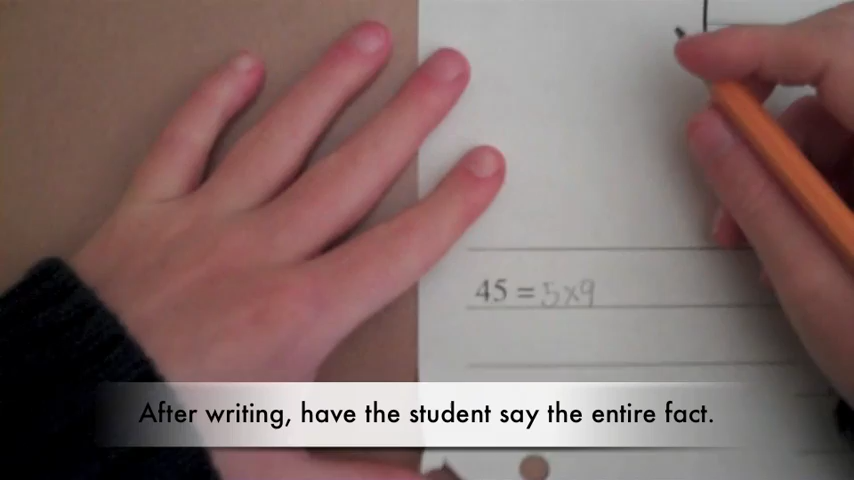 45 = 5x9
After writing, have the student say the entire fact.